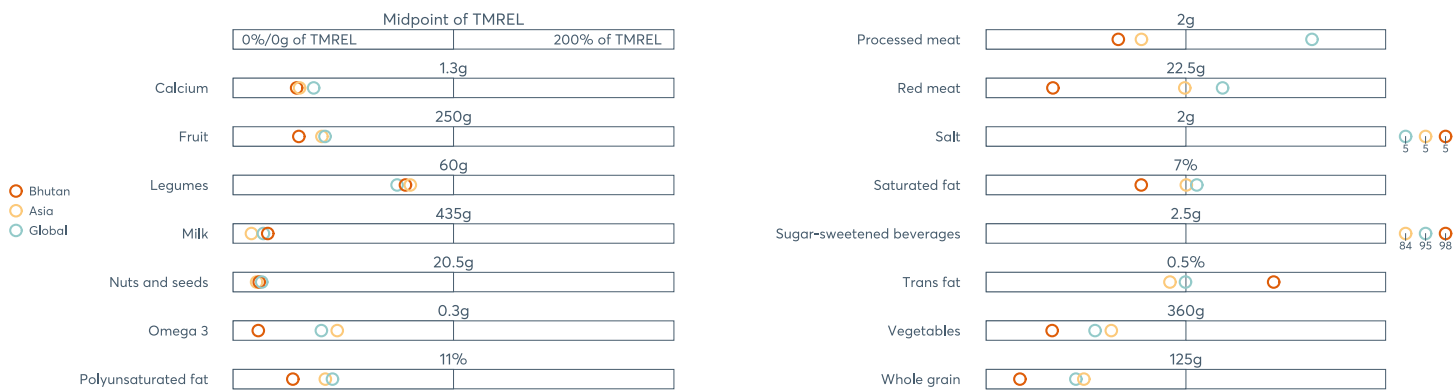 Midpoint of TMREL
0%/0g of TMREL 200% of TMREL
1.3g
Calcium
250g
Fruit
60g
Legumes
435g
Milk
20.5g
Nuts and seeds
0.3g
Omega 3
11%
Polyunsaturated fat
Bhutan
Asia
Global
2g
Processed meat
22.5g
Red meat
2g
Salt
5 5 5
7%
Saturated fat
2.5g
Sugar-sweetened beverages
84 95 98
0.5%
Trans fat
360g
Vegetables
125g
Whole grain